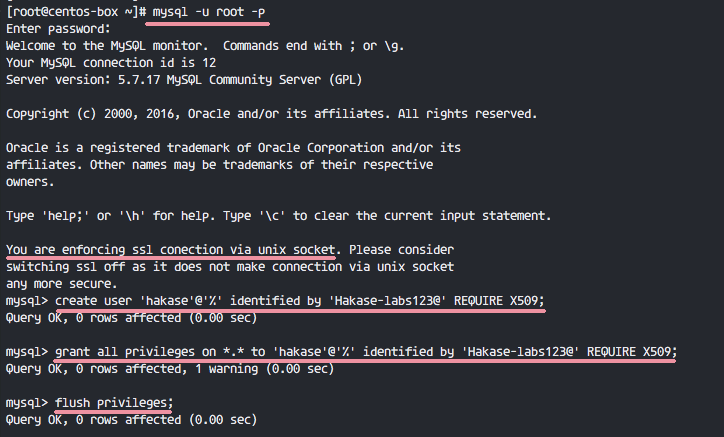 [root@centos-box ~]# mysql -u root -p
Enter password:
Welcome to the MySQL monitor.  Commands end with ; or \g.
Your MySQL connection id is 12
Server version: 5.7.17 MySQL Community Server (GPL)
Copyright (c) 2000, 2016, Oracle and/or its affiliates. All rights reserved.
Oracle is a registered trademark of Oracle Corporation and/or its
affiliates. Other names may be trademarks of their respective
owners.
Type 'help;' or '\h' for help. Type '\c' to clear the current input statement.
You are enforcing ssl conection via unix socket. Please consider
switching ssl off as it does not make connection via unix socket
any more secure.
mysql> create user 'hakase'@'%' identified by 'Hakase-labs123@' REQUIRE X509;
Query OK, 0 rows affected (0.00 sec)
mysql> grant all privileges on *.* to 'hakase'@'%' identified by 'Hakase-labs123@' REQUIRE X509;
Query OK, 0 rows affected, 1 warning (0.00 sec)
mysql> flush privileges;
Query OK, 0 rows affected (0.00 sec)